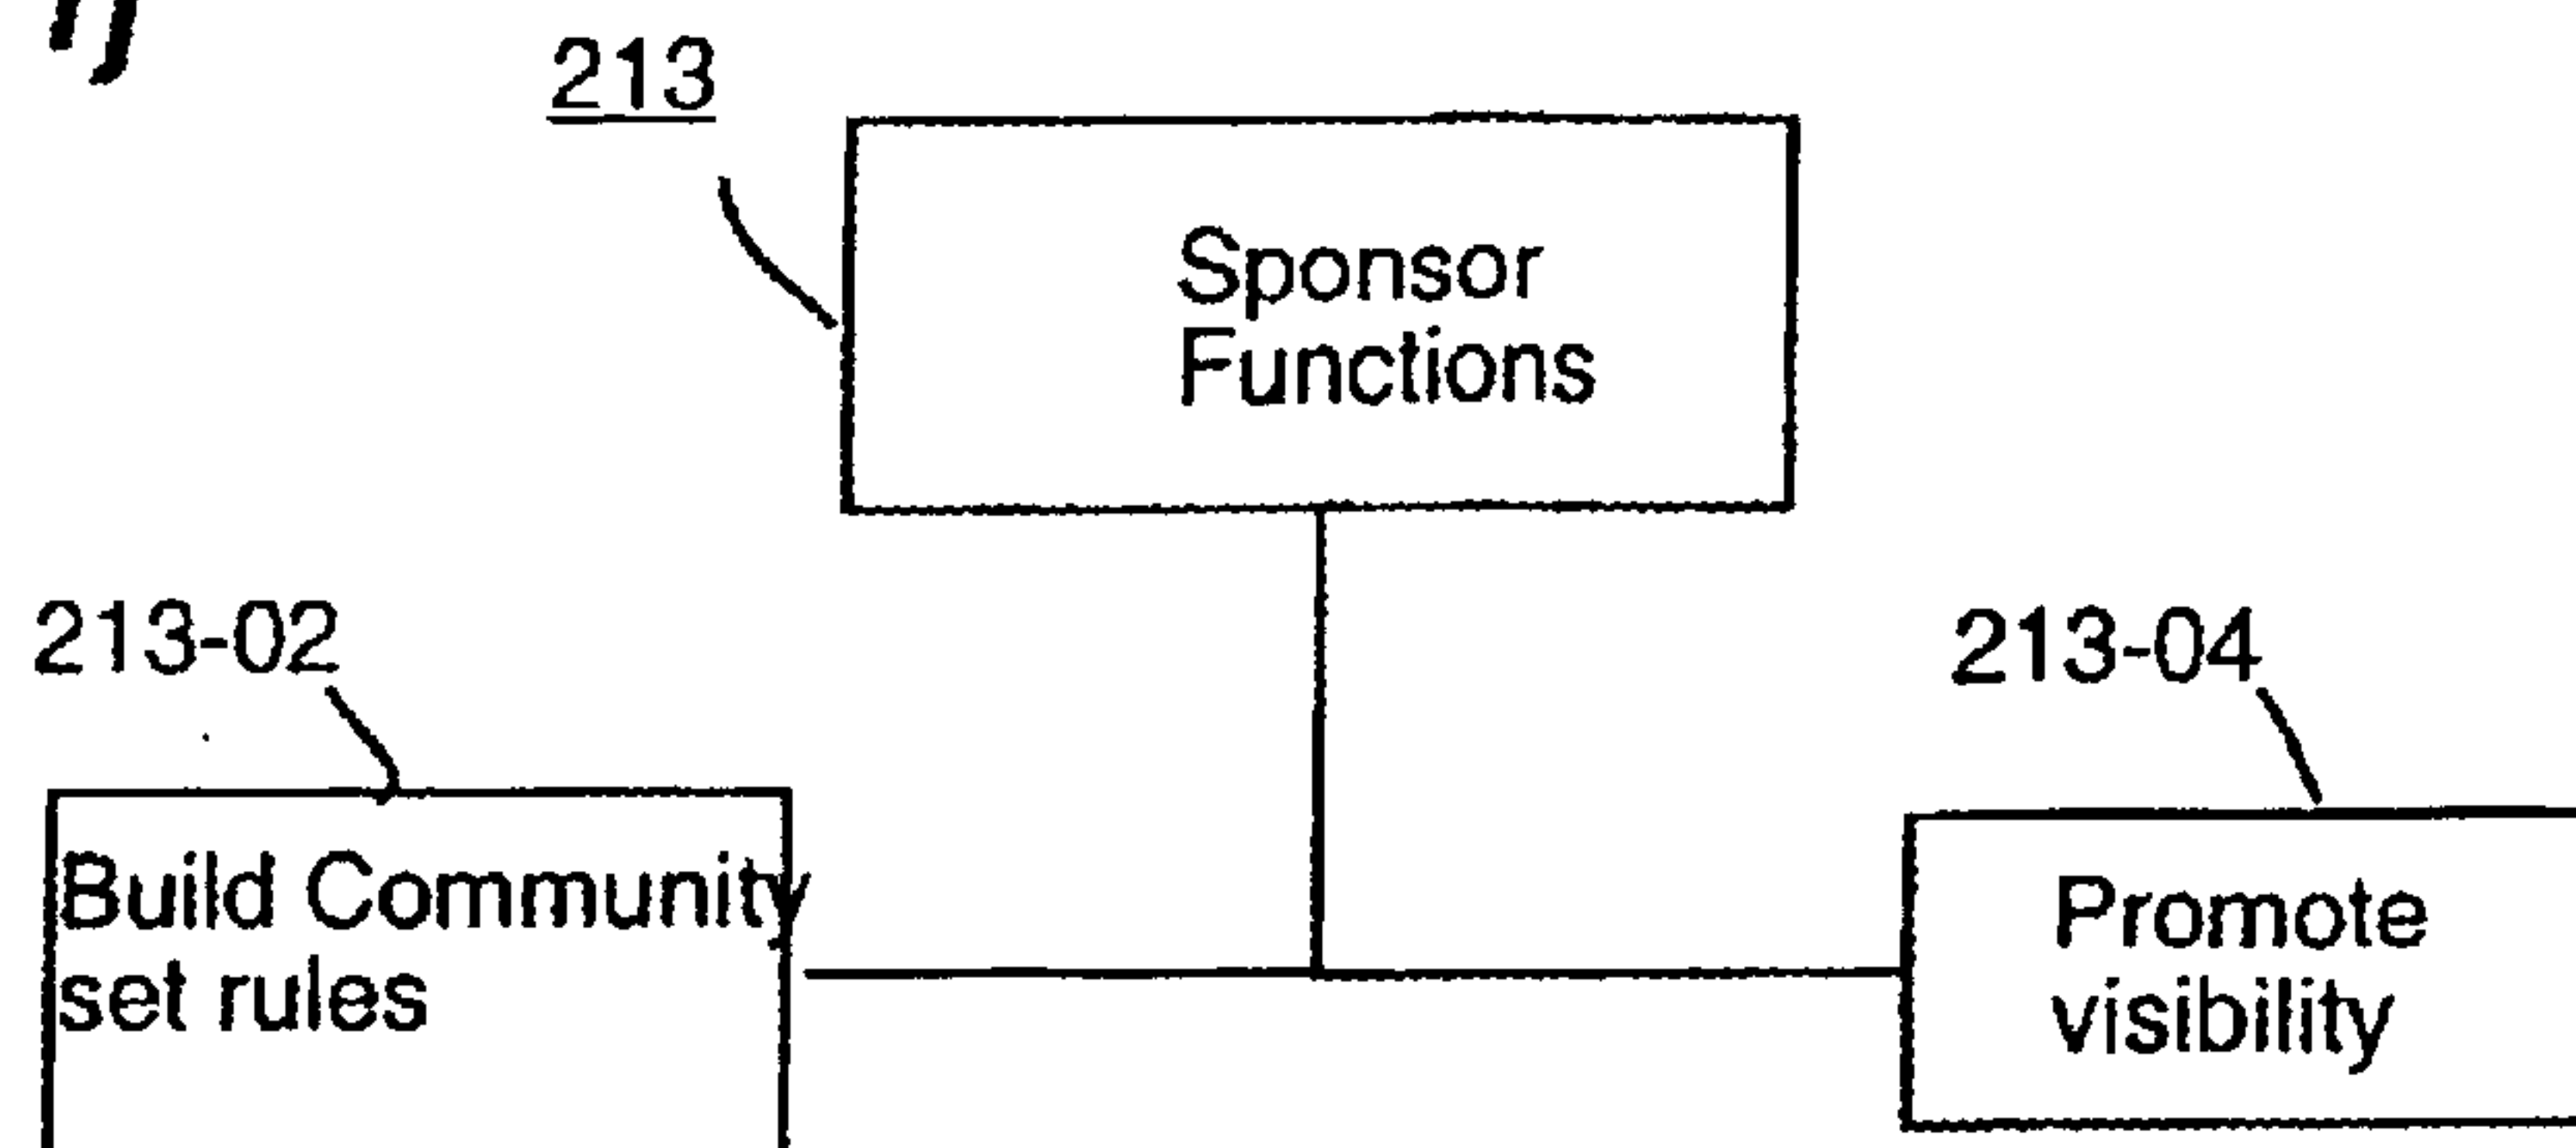 213
Sponsor
Functions
213-02
213-04
Build Community
set rules
Promote
visibility